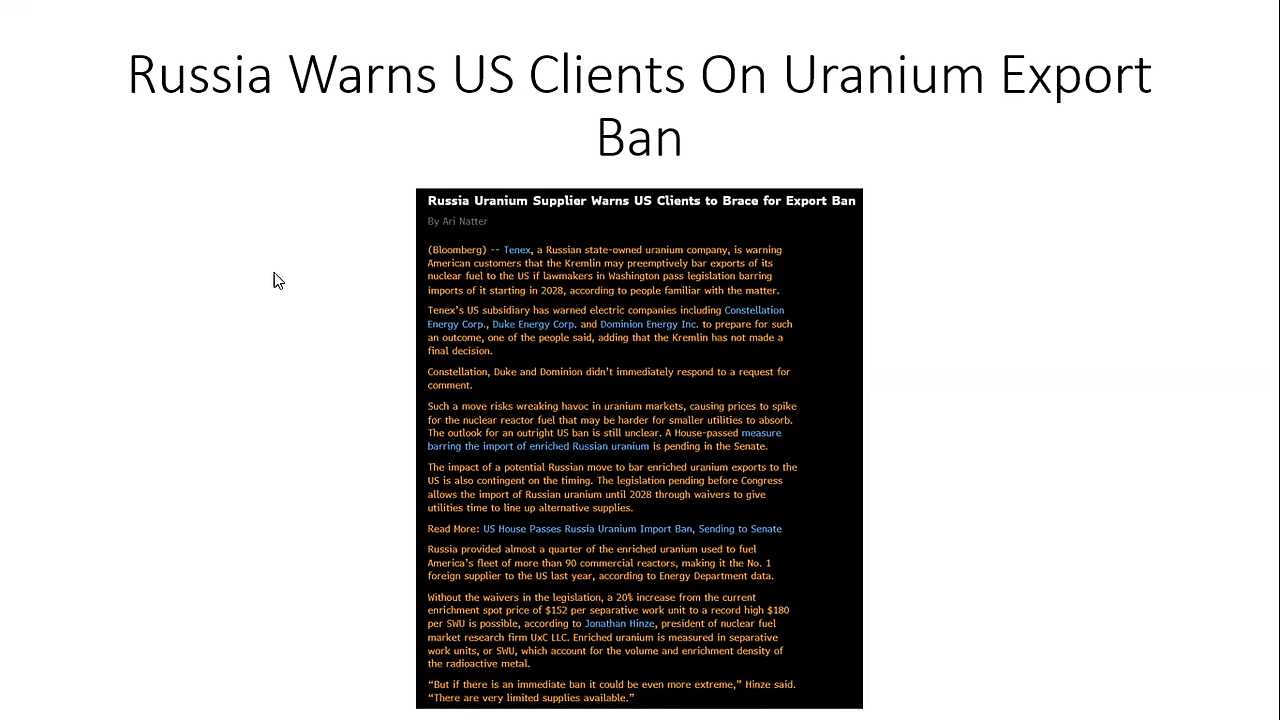 Russia Warns US Clients On Uranium Export
Ban
Russia Uranium Supplier Warns US Clients to Brace for Export Ban
By Ari Natter
(Bloomberg) -- Tenex, a Russian state-owned uranium company, is warning
American customers that the Kremlin may preemptively bar exports of its
nuclear fuel to the US if lawmakers in Washington pass legislation barring
imports of it starting in 2028, according to people familiar with the matter.
Tenex's US subsidiary has warned electric companies including Constellation
Energy Corp., Duke Energy Corp. and Dominion Energy Inc. to prepare for such
an outcome, one of the people said, adding that the Kremlin has not made a
final decision.
Constellation, Duke and Dominion didn't immediately respond to a request for
comment.
Such a move risks wreaking havoc in uranium markets, causing prices to spike
for the nuclear reactor fuel that may be harder for smaller utilities to absorb.
The outlook for an outright US ban is still unclear. A House-passed measure
barring the import of enriched Russian uranium is pending in the Senate.
The impact of a potential Russian move to bar enriched uranium exports to the
US is also contingent on the timing. The legislation pending before Congress
allows the import of Russian uranium until 2028 through waivers to give
utilities time to line up alternative supplies.
Read More: US House Passes Russia Uranium Import Ban, Sending to Senate
Russia provided almost a quarter of the enriched uranium used to fuel
America's fleet of more than 90 commercial reactors, making it the No. 1
foreign supplier to the US last year, according to Energy Department data.
Without the waivers in the legislation, a 20% increase from the current
enrichment spot price of $152 per separative work unit to a record high $180
per SWU is possible, according to Jonathan Hinze, president of nuclear fuel
market research firm UxC LLC. Enriched uranium is measured in separative
work units, or SWU, which account for the volume and enrichment density of
the radioactive metal.
“But if there is an immediate ban it could be even more extreme,” Hinze said.
“There are very limited supplies available.”